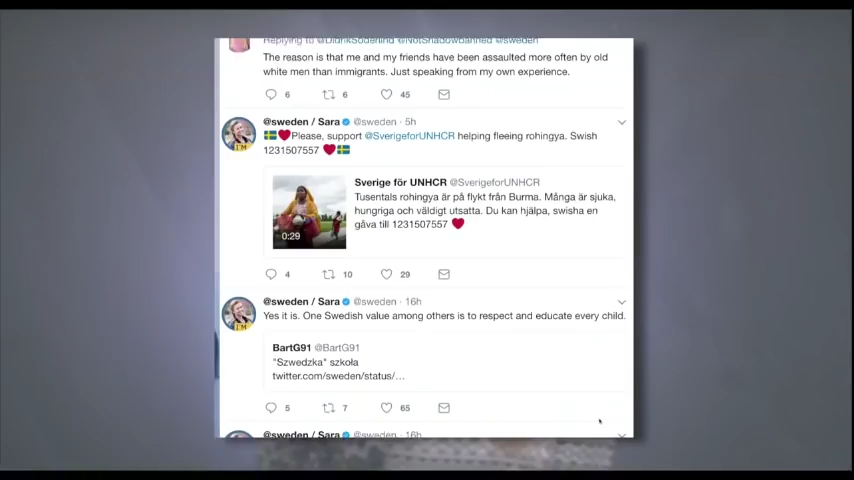 Replying to @DidrikSoderlind @NotShadowbanned @sweden
The reason is that me and my friends have been assaulted more often by old
white men than immigrants. Just speaking from my own experience.
6 6 45
@sweden / Sara @sweden · 5h
Please, support @SverigeforUNHCR helping fleeing rohingya. Swish
1231507557
Sverige för UNHCR @SverigeforUNHCR
Tusentals rohingya är på flykt från Burma. Många är sjuka,
hungriga och väldigt utsatta. Du kan hjälpa, swisha en
gåva till 1231507557
0:29
4 10 29
@sweden / Sara @sweden · 16h
Yes it is. One Swedish value among others is to respect and educate every child.
BartG91 @BartG91
"Szwedzka" szkoła
twitter.com/sweden/status/...
5 7 65
@sweden / Sara @sweden · 16h